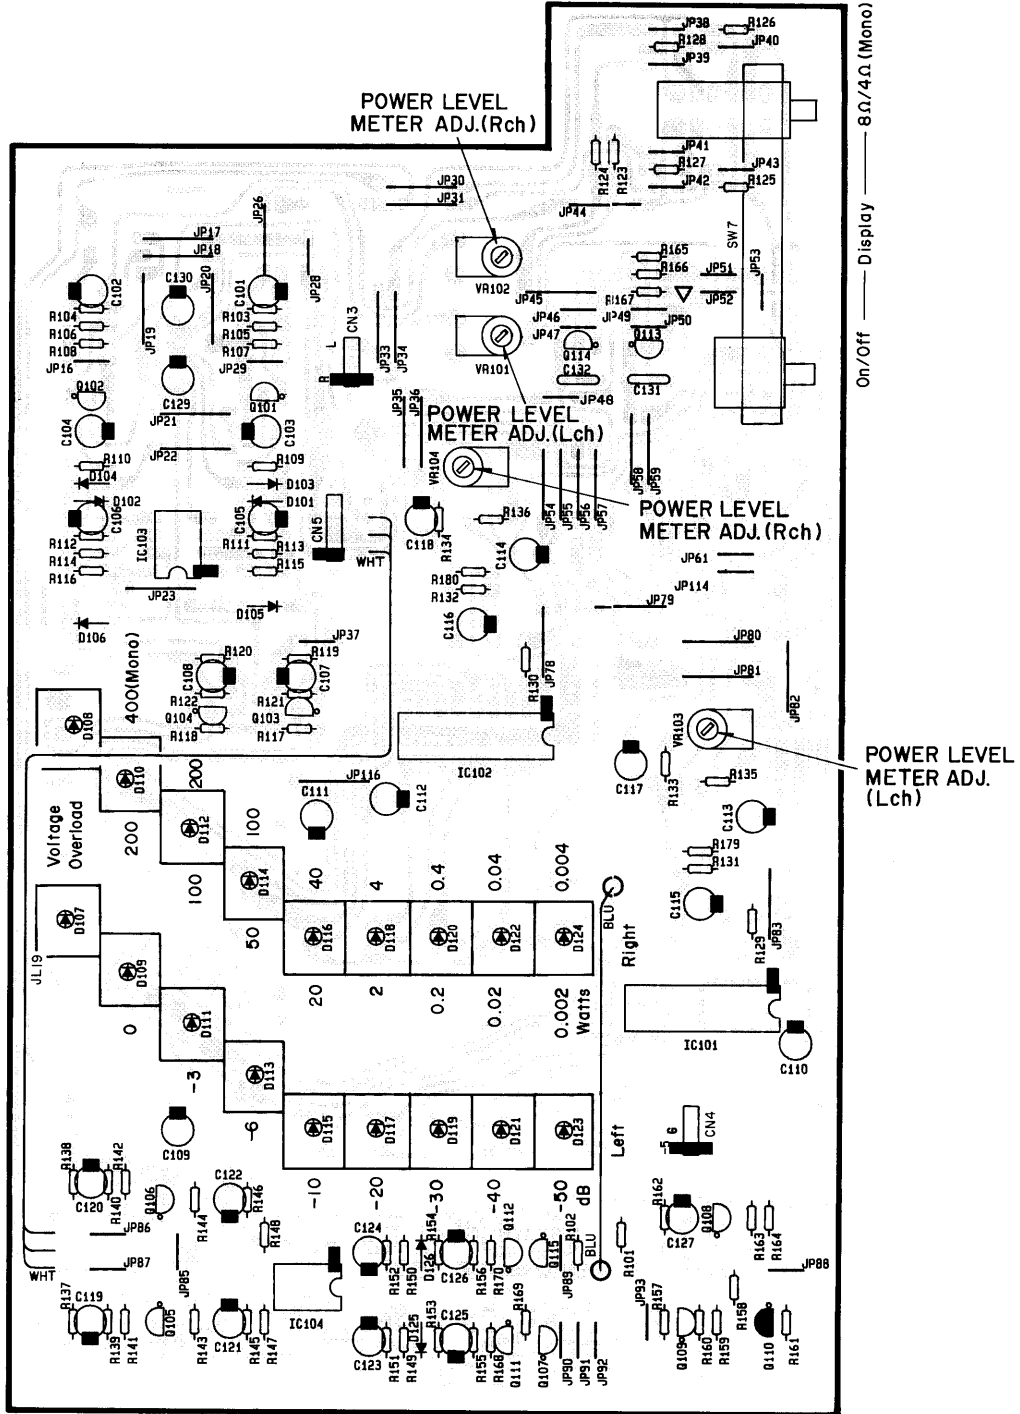 JP38
R126
R128
JP40
JP39
On/Off — Display — 8Ω/4Ω (Mono)
POWER LEVEL
METER ADJ.(Rch)
JP41
R127
JP43
JP42
R125
R124
R123
JP30
JP31
JP44
JP26
JP17
JP18
SW7
R165
R166
JP51
JP53
C102
C130
JP20
C101
JP28
VR102
JP45
R167
JP52
R104
R103
JP46
JP49
JP50
R106
JP19
R105
CN3
L
R
JP47
Q113
R108
R107
JP33
JP34
Q114
JP16
JP29
VR101
C132
C131
Q102
C129
Q101
JP35
JP36
JP48
C104
JP21
C103
POWER LEVEL
METER ADJ.(Lch)
JP22
R110
R109
VR104
D104
D103
JP58
JP59
D102
D101
JP54
JP55
JP56
JP57
POWER LEVEL
METER ADJ.(Rch)
C106
C105
CN5
R136
C118
R134
R112
IC103
R111
R113
C114
R114
R115
WHT
JP61
R116
R180
JP114
JP23
R132
D105
JP79
D106
C116
JP37
JP80
R120
R119
C108
C107
R130
JP78
JP81
JP82
400(Mono)
R122
R121
D108
Q104
Q103
R118
R117
VR103
IC102
POWER LEVEL
METER ADJ.
(Lch)
D110
200
JP116
C117
R133
R135
C111
C112
Voltage
Overload
200
D112
100
C113
R179
R131
100
D114
40
4
0.4
0.04
0.004
C115
D107
BLU
JL19
50
D116
D118
D120
D122
D124
R129
JP83
Right
D109
20
2
0.2
0.02
0.002
Watts
0
D111
IC101
C110
-3
D113
-6
D115
D117
D119
D121
D123
CN4
5 6
C109
Left
R138
R142
-10
-20
-30
-40
-50
dB
C120
R140
Q106
R144
C122
R146
R162
C127
Q108
R163
R164
R148
C124
R154
Q112
R102
BLU
R101
JP86
JP87
JP85
WHT
R152
R150
D126
C126
R156
R170
Q115
JP89
JP88
R137
C119
IC104
R153
R169
JP93
R157
R158
R139
R141
Q105
R143
C121
R145
R147
C123
R151
R149
D125
C125
R155
R168
Q111
Q107
JP90
JP91
JP92
Q109
R160
R159
Q110
R161